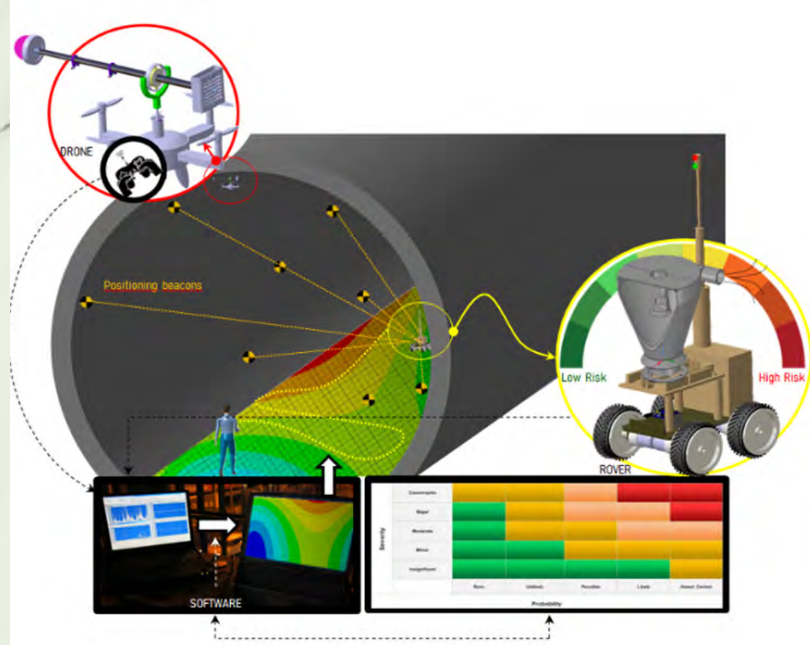 DRONE
Positioning beacons
Low Risk
High Risk
ROVER
SOFTWARE
Severity
Catastrophic
Major
Moderate
Minor
Insignificant
Rare
Unlikely
Possible
Likely
Almost Certain
Probability